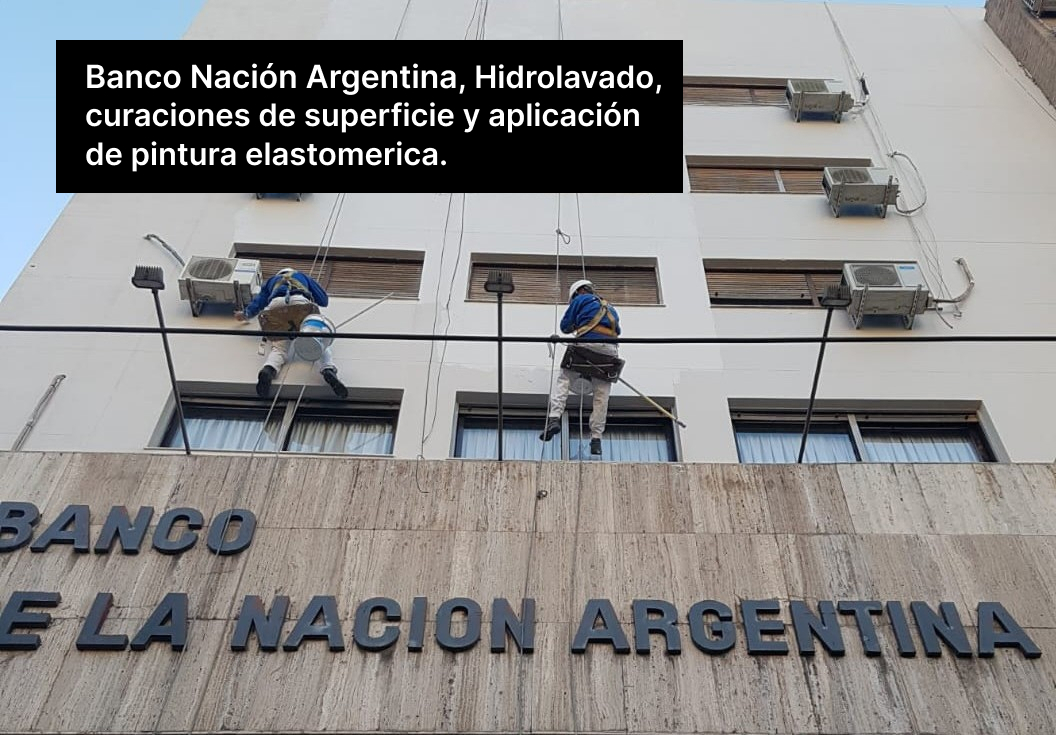 Banco Nación Argentina, Hidrolavado,
curaciones de superficie y aplicación
de pintura elastomerica.
BANCO
E LA NACION ARGENTINA